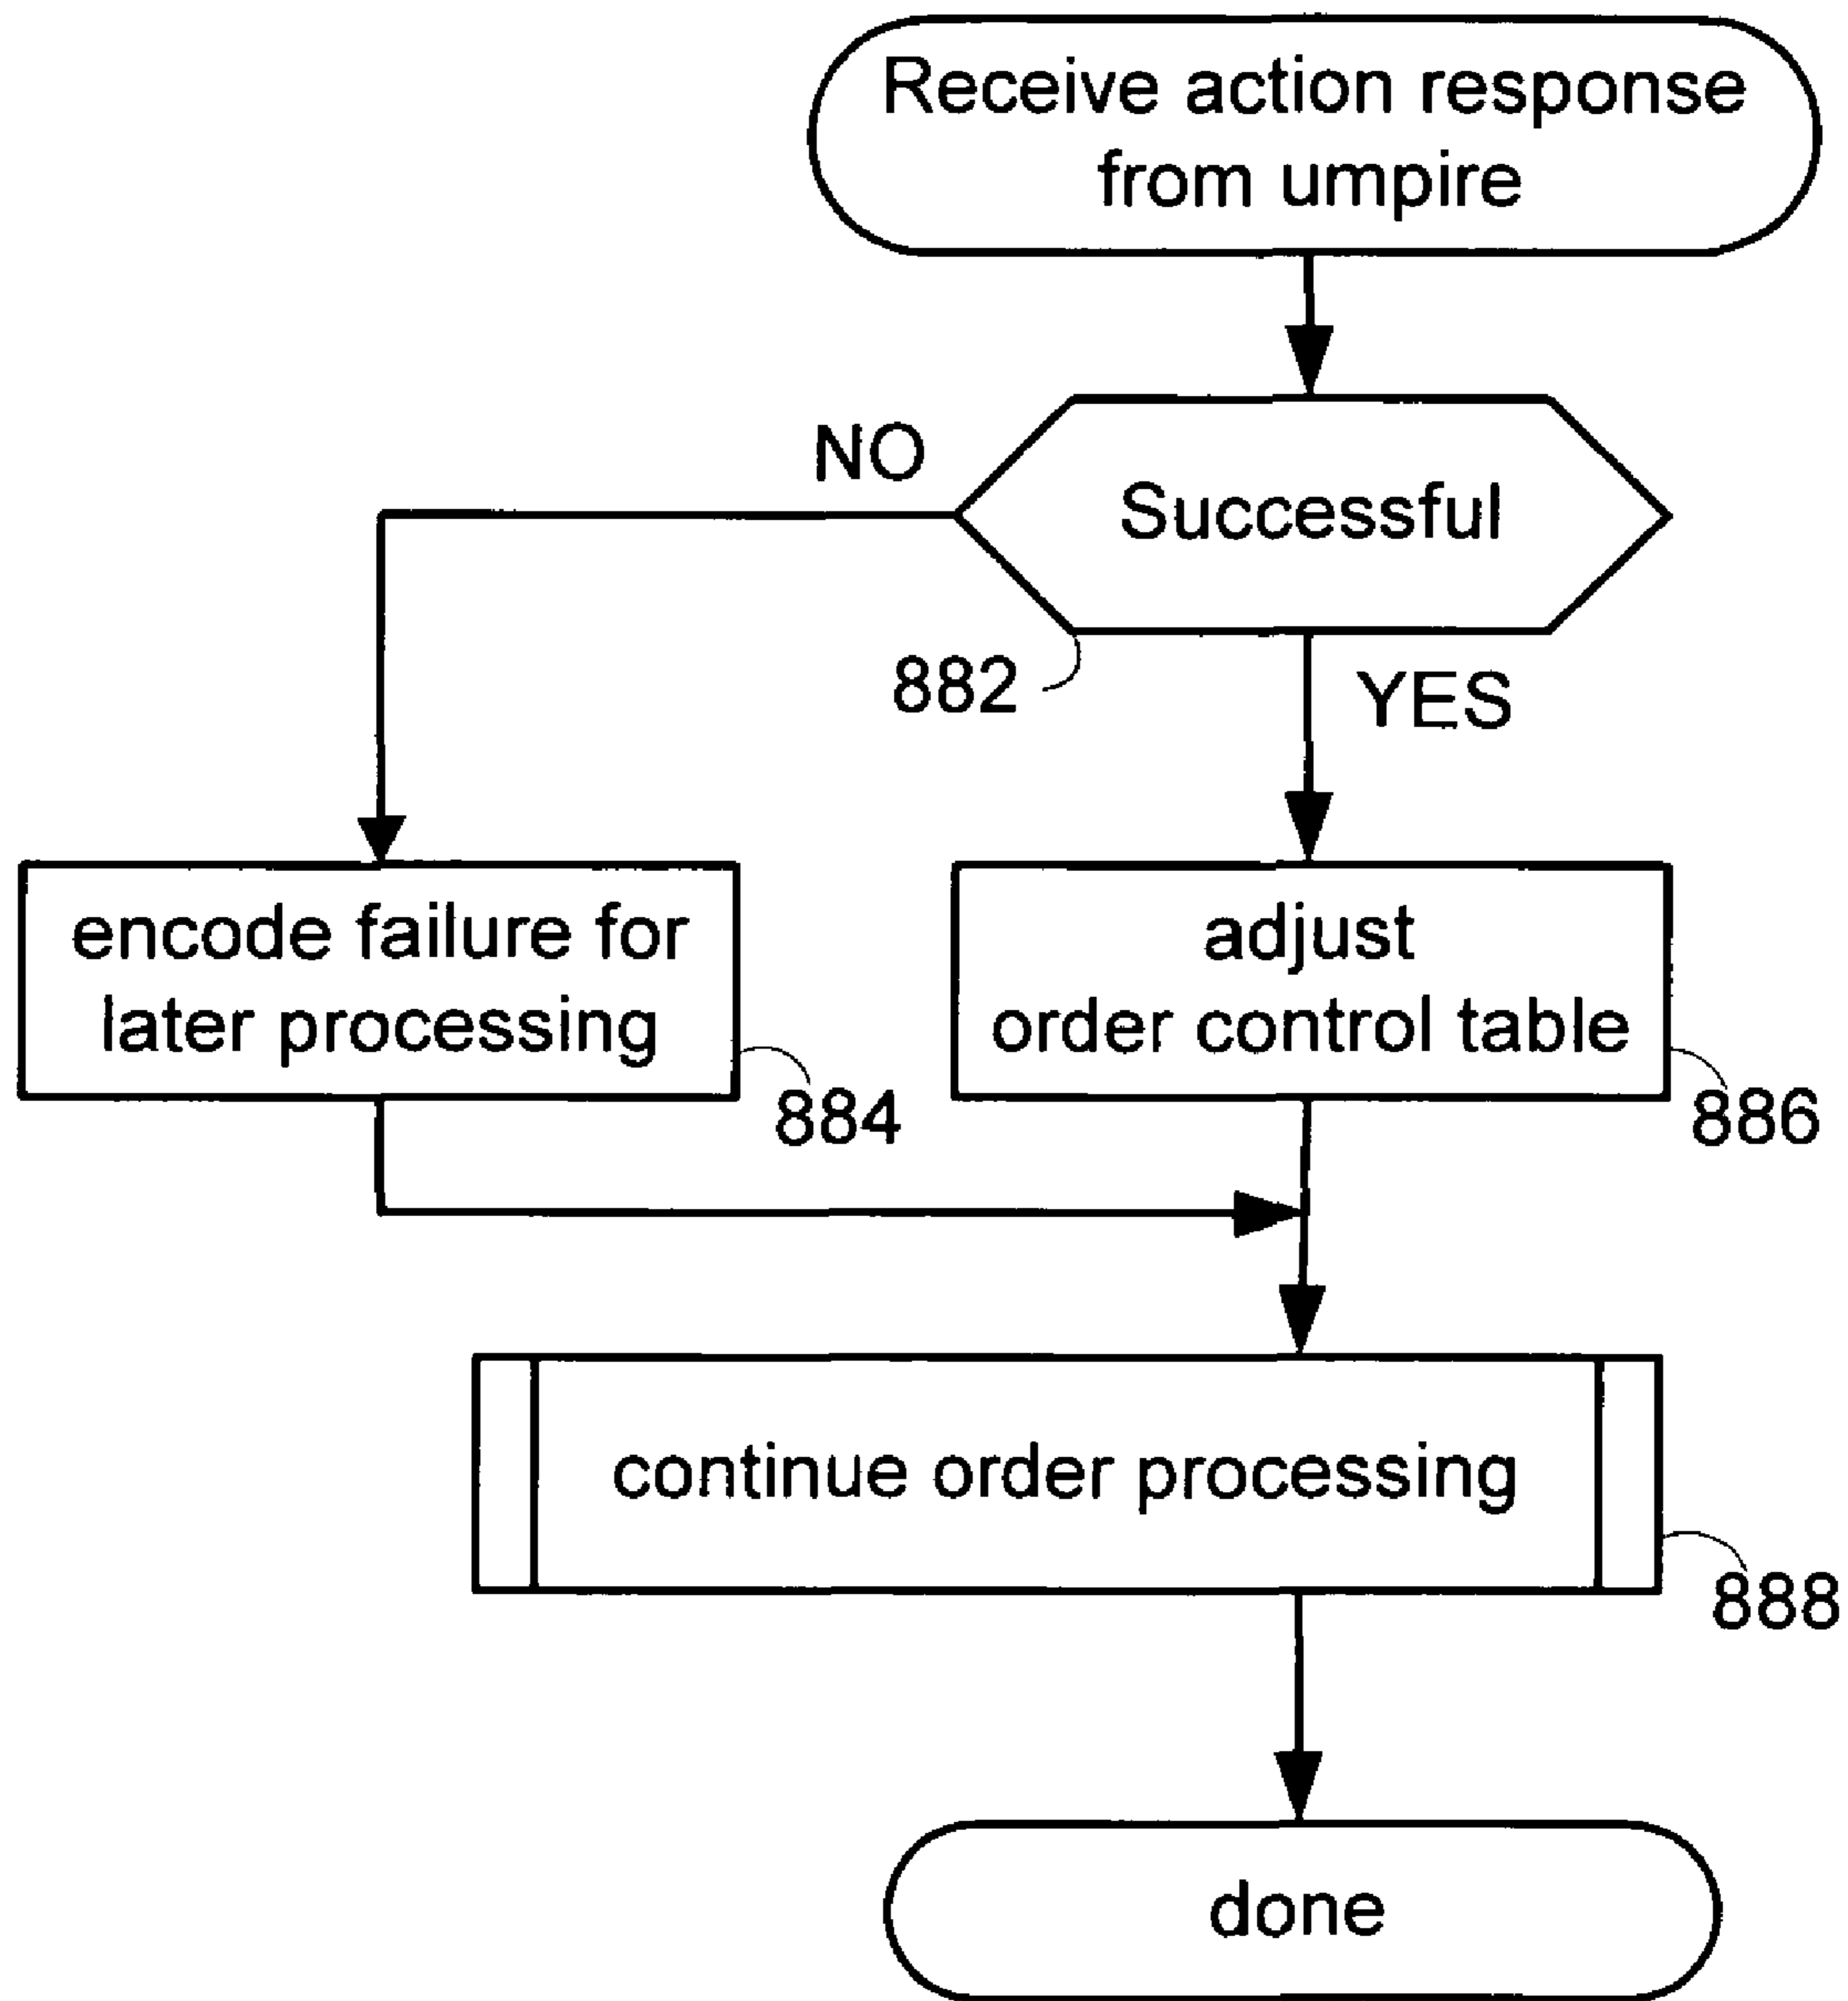 Receive action response
from umpire
NO
Successful
882
YES
encode failure for
later processing
884
adjust
order control table
886
continue order processing
888
done